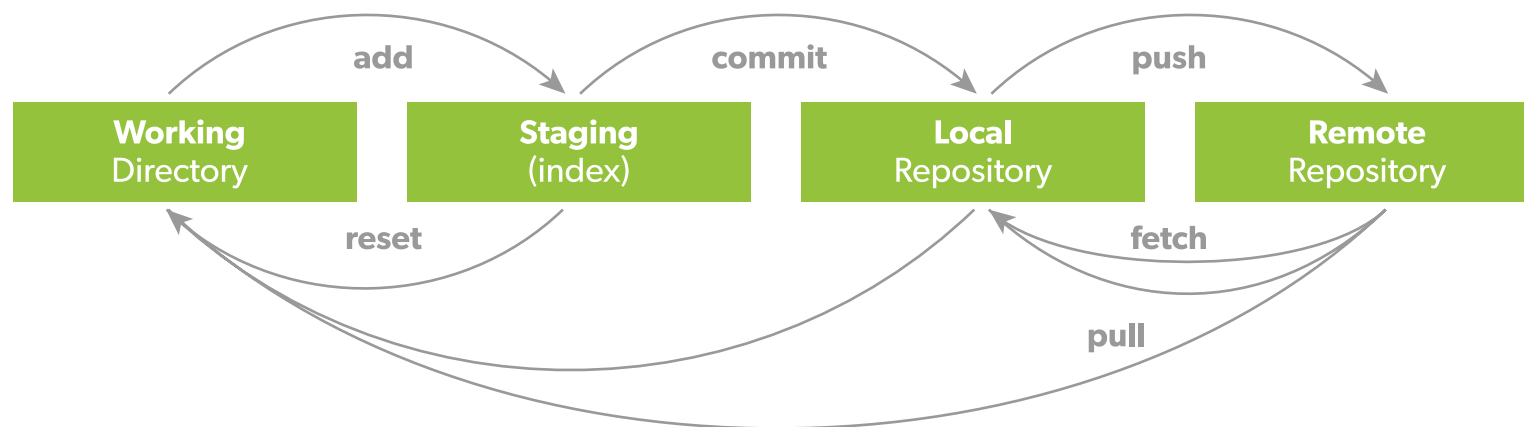 add
commit
push
Working
Directory
Staging
(index)
Local
Repository
Remote
Repository
reset
fetch
pull